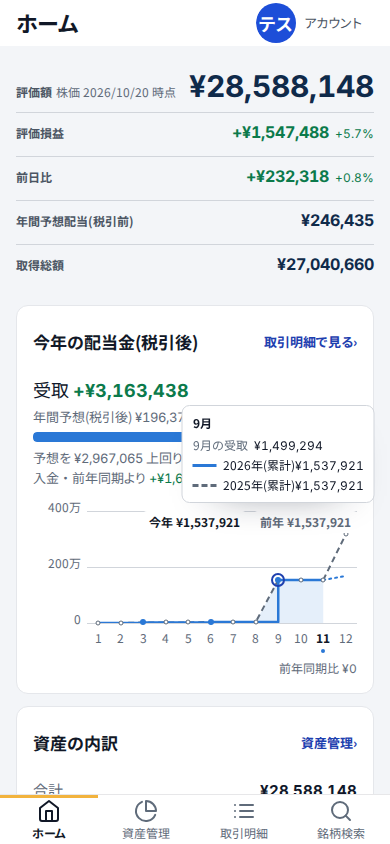 ホーム
テス アカウント
評価額 株価 2026/10/20 時点 ¥28,588,148
評価損益 +¥1,547,488 +5.7%
前日比 +¥232,318 +0.8%
年間予想配当(税引前) ¥246,435
取得総額 ¥27,040,660
今年の配当金(税引後) 取引明細で見る›
受取 +¥3,163,438
年間予想(税引後) ¥196,37
予想を ¥2,967,065 上回り
入金・前年同期より +¥1,6
9月
9月の受取 ¥1,499,294
2026年(累計)¥1,537,921
2025年(累計)¥1,537,921
400万
今年 ¥1,537,921 前年 ¥1,537,921
200万
0
1 2 3 4 5 6 7 8 9 10 11 12
前年同期比 ¥0
資産の内訳 資産管理›
合計 ¥28,588,148
ホーム 資産管理 取引明細 銘柄検索